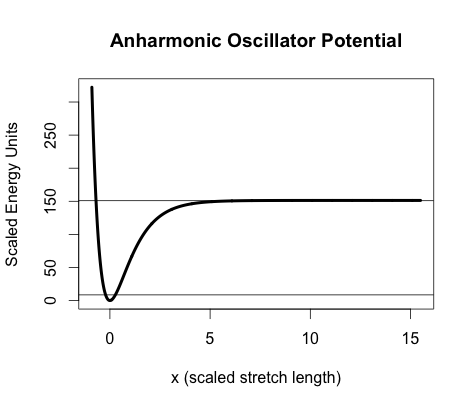 Anharmonic Oscillator Potential
Scaled Energy Units
250
150
50
0
0 5 10 15
x (scaled stretch length)